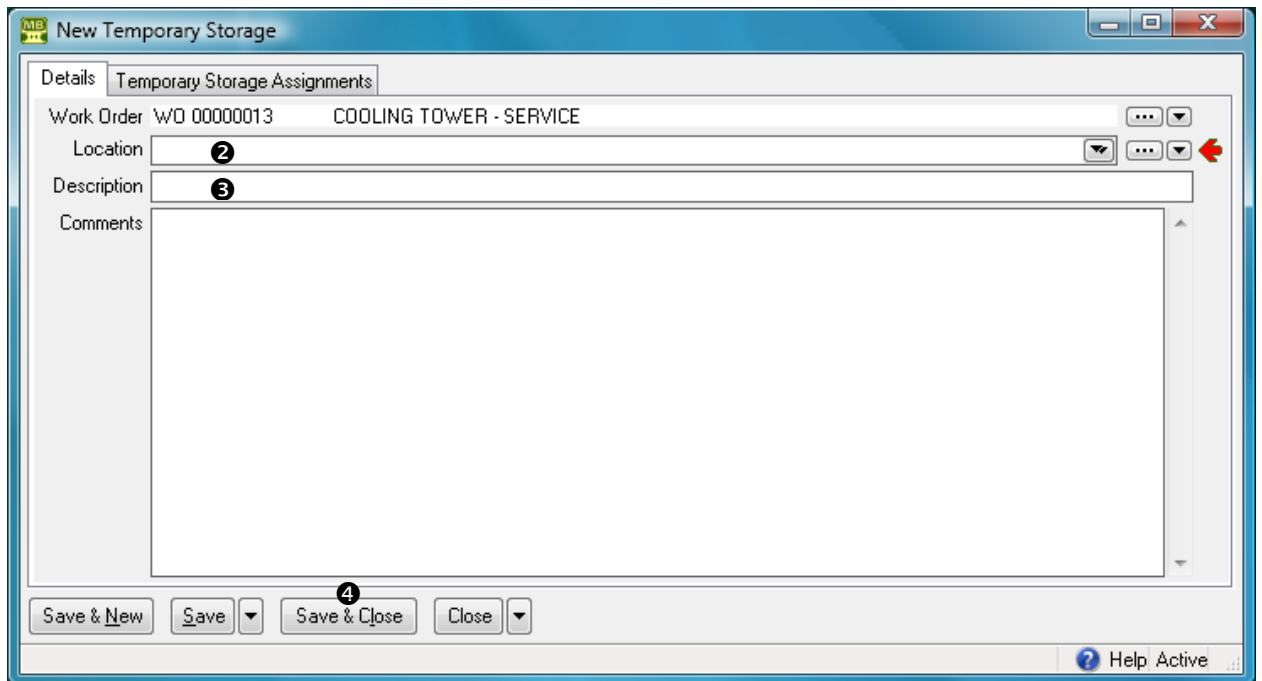 MB New Temporary Storage
Details Temporary Storage Assignments
Work Order WO 00000013 COOLING TOWER - SERVICE
Location ❷
Description ❸
Comments
❹
Save & New Save Save & Close Close
? Help Active